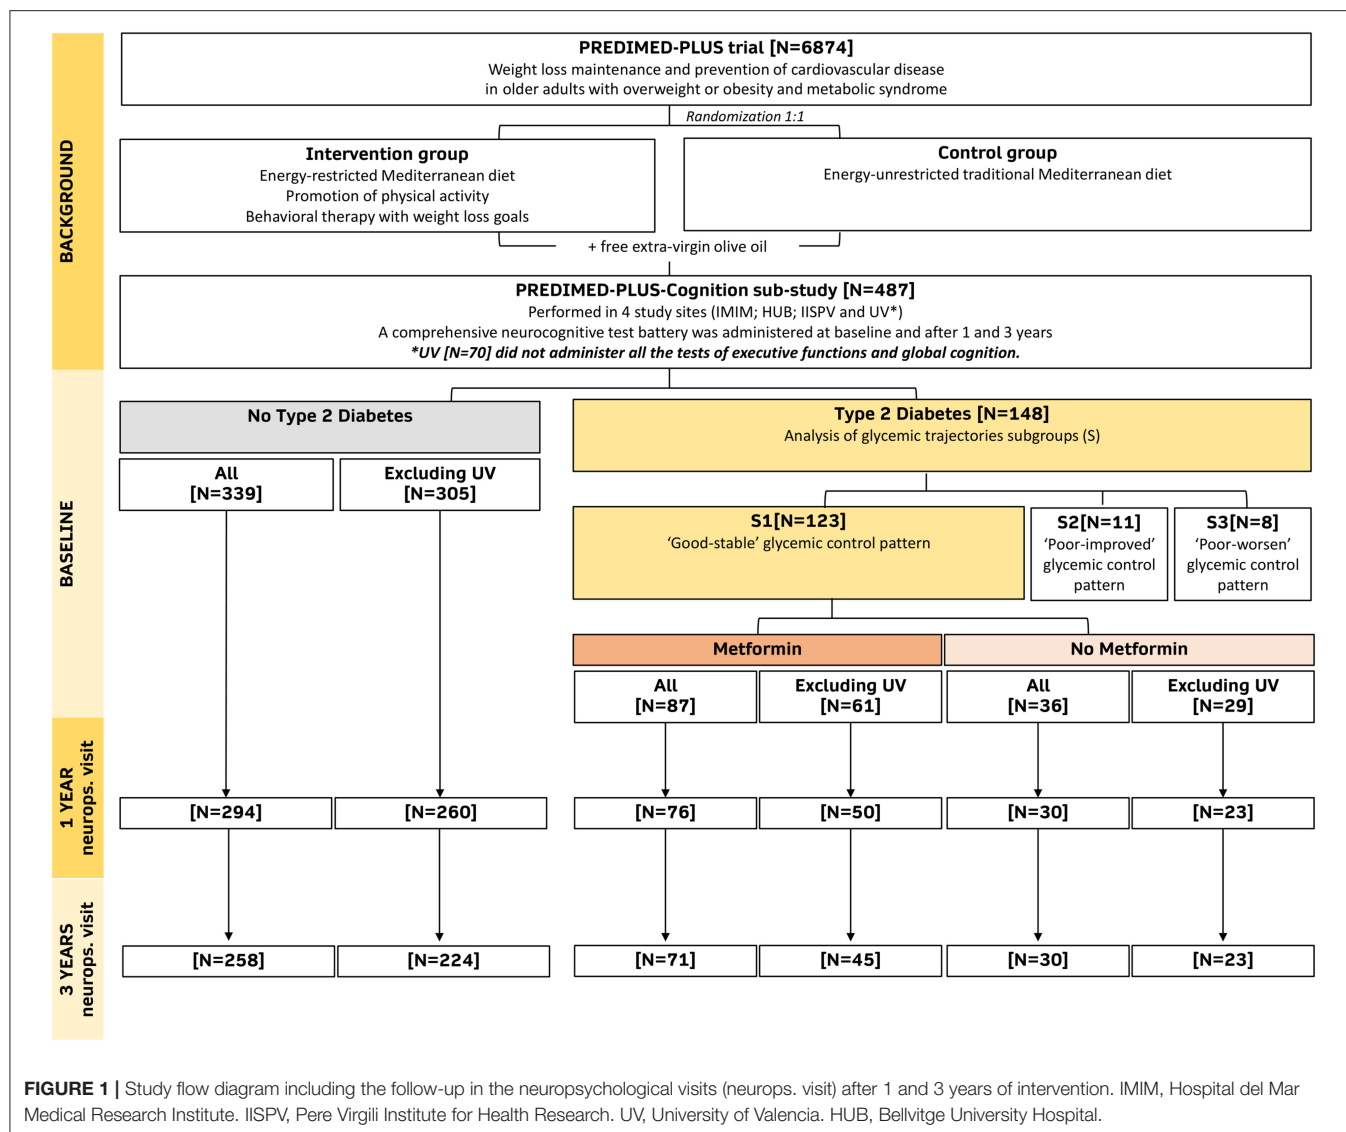 BACKGROUND
PREDIMED-PLUS trial [N=6874]
Weight loss maintenance and prevention of cardiovascular disease
in older adults with overweight or obesity and metabolic syndrome
Randomization 1:1
Intervention group
Energy-restricted Mediterranean diet
Promotion of physical activity
Behavioral therapy with weight loss goals
Control group
Energy-unrestricted traditional Mediterranean diet
+ free extra-virgin olive oil
PREDIMED-PLUS-Cognition sub-study [N=487]
Performed in 4 study sites (IMIM; HUB; IISPV and UV*)
A comprehensive neurocognitive test battery was administered at baseline and after 1 and 3 years
*UV [N=70] did not administer all the tests of executive functions and global cognition.
BASELINE
No Type 2 Diabetes
All
[N=339]
Excluding UV
[N=305]
Type 2 Diabetes [N=148]
Analysis of glycemic trajectories subgroups (S)
S1[N=123]
‘Good-stable’ glycemic control pattern
S2[N=11]
‘Poor-improved’
glycemic control
pattern
S3[N=8]
‘Poor-worsen’
glycemic control
pattern
Metformin
No Metformin
All
[N=87]
Excluding UV
[N=61]
All
[N=36]
Excluding UV
[N=29]
1 YEAR
neurops. visit
[N=294]
[N=260]
[N=76]
[N=50]
[N=30]
[N=23]
3 YEARS
neurops. visit
[N=258]
[N=224]
[N=71]
[N=45]
[N=30]
[N=23]
FIGURE 1 | Study flow diagram including the follow-up in the neuropsychological visits (neurops. visit) after 1 and 3 years of intervention. IMIM, Hospital del Mar
Medical Research Institute. IISPV, Pere Virgili Institute for Health Research. UV, University of Valencia. HUB, Bellvitge University Hospital.